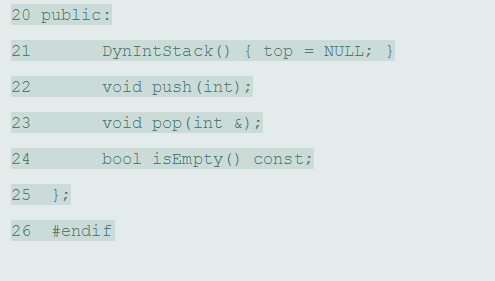 20 public:
21       DynIntStack() { top = NULL; }
22       void push(int);
23       void pop(int &);
24       bool isEmpty() const;
25  };
26  #endif